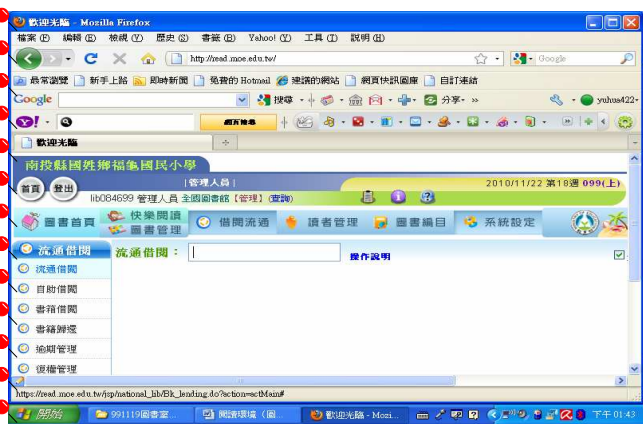 歡迎光臨 - Mozilla Firefox
檔案(F) 編輯(E) 檢視(V) 歷史(S) 書籤(B) Yahoo!(Y) 工具(T) 說明(H)
http://read.moe.edu.tw/
Google
最常瀏覽 新手上路 即時新聞 免費的 Hotmail 建議的網站 網頁快訊圖庫 自訂連結
Google 搜尋 分享 yuhua422
網頁搜尋
歡迎光臨
南投縣國姓鄉福龜國民小學
首頁 登出 |管理人員| 2010/11/22 第18週 099(上)
lib084699 管理人員 全國圖書館【管理】(查詢)
圖書首頁 快樂閱讀 圖書管理 借閱流通 讀者管理 圖書編目 系統設定
流通借閱 流通借閱： 操作說明
流通借閱
自助借閱
書箱借閱
書籍歸還
逾期管理
復權管理
https://read.moe.edu.tw/jsp/national_lib/Bk_lending.do?action=actMain#
開始 991119圖書室... 閱讀環境（圖... 歡迎光臨 - Mozi... 下午 01:43